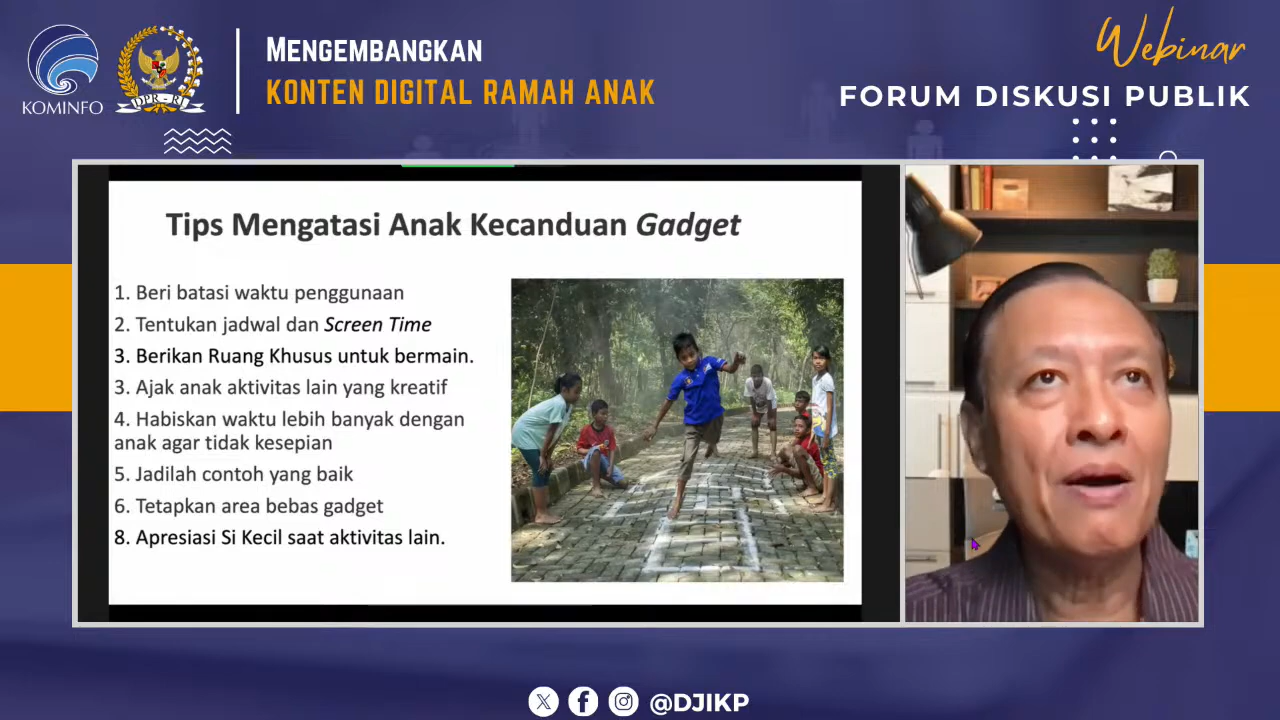 KOMINFO
DPR - RI
MENGEMBANGKAN
KONTEN DIGITAL RAMAH ANAK
Webinar
FORUM DISKUSI PUBLIK
Tips Mengatasi Anak Kecanduan Gadget
1. Beri batasi waktu penggunaan
2. Tentukan jadwal dan Screen Time
3. Berikan Ruang Khusus untuk bermain.
3. Ajak anak aktivitas lain yang kreatif
4. Habiskan waktu lebih banyak dengan
anak agar tidak kesepian
5. Jadilah contoh yang baik
6. Tetapkan area bebas gadget
8. Apresiasi Si Kecil saat aktivitas lain.
@DJIKP